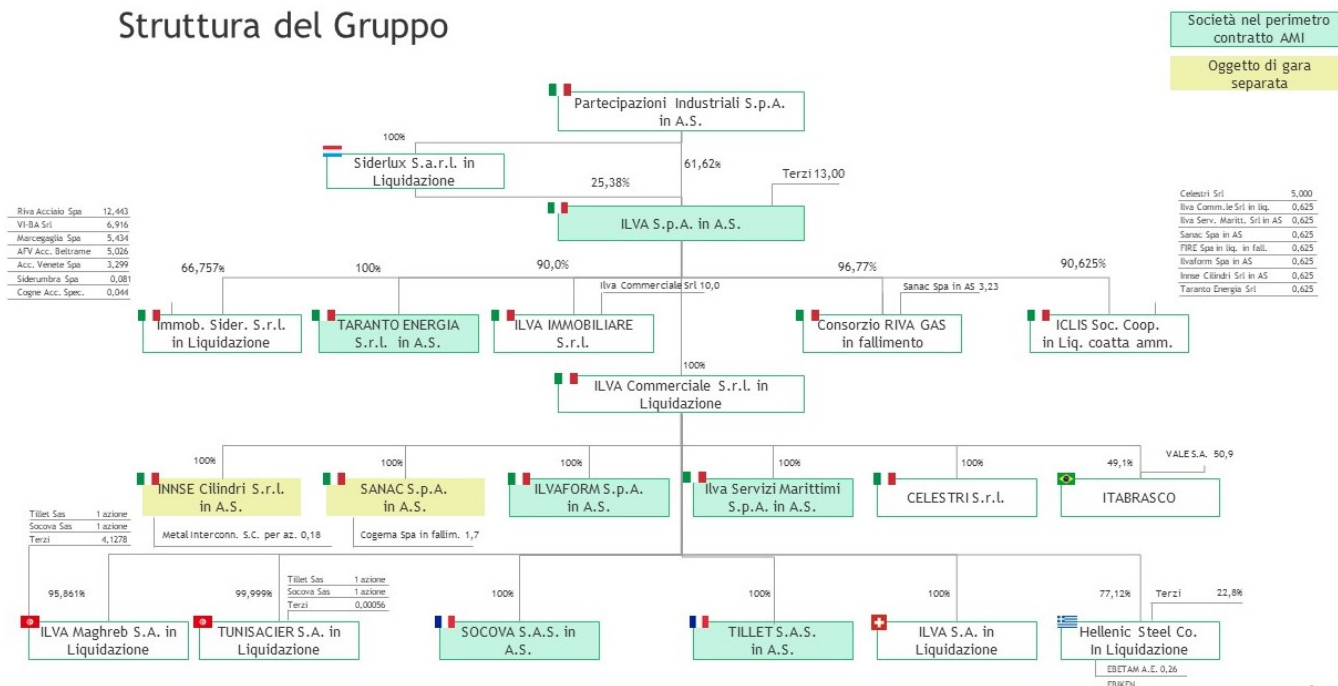 Struttura del Gruppo
Società nel perimetro
contratto AMI
Oggetto di gara
separata
Partecipazioni Industriali S.p.A.
in A.S.
100%
Siderlux S.a.r.l. in
Liquidazione
61,62%
25,38%
Terzi 13,00
ILVA S.p.A. in A.S.
Riva Acciaio Spa 12,443
VI-BA Srl 6,916
Marcegaglia Spa 5,434
AFV Acc. Beltrame 5,026
Acc. Venete Spa 3,299
Siderumbra Spa 0,081
Cogne Acc. Spec. 0,044
Celestri Srl 5,000
Ilva Comm.le Srl in liq. 0,625
Ilva Serv. Maritt. Srl in AS 0,625
Sanac Spa in AS 0,625
FIRE Spa in liq. in fall. 0,625
Ilvaform Spa in AS 0,625
Innse Cilindri Srl in AS 0,625
Taranto Energia Srl 0,625
66,757%
100%
90,0%
96,77%
90,625%
Ilva Commerciale Srl 10,0
Sanac Spa in AS 3,23
Immob. Sider. S.r.l.
in Liquidazione
TARANTO ENERGIA
S.r.l. in A.S.
ILVA IMMOBILIARE
S.r.l.
Consorzio RIVA GAS
in fallimento
ICLIS Soc. Coop.
in Liq. coatta amm.
100%
ILVA Commerciale S.r.l. in
Liquidazione
100%
100%
100%
100%
100%
49,1%
VALE S.A. 50,9
INNSE Cilindri S.r.l.
in A.S.
SANAC S.p.A.
in A.S.
ILVAFORM S.p.A.
in A.S.
Ilva Servizi Marittimi
S.p.A. in A.S.
CELESTRI S.r.l.
ITABRASCO
Metal Interconn. S.C. per az. 0,18
Cogema Spa in fallim. 1,7
Tillet Sas 1 azione
Socova Sas 1 azione
Terzi 4,1278
Tillet Sas 1 azione
Socova Sas 1 azione
Terzi 0,00056
95,861%
99,999%
100%
100%
100%
77,12%
Terzi 22,8%
ILVA Maghreb S.A. in
Liquidazione
TUNISACIER S.A. in
Liquidazione
SOCOVA S.A.S. in
A.S.
TILLET S.A.S.
in A.S.
ILVA S.A. in
Liquidazione
Hellenic Steel Co.
In Liquidazione
EBETAM A.E. 0,26